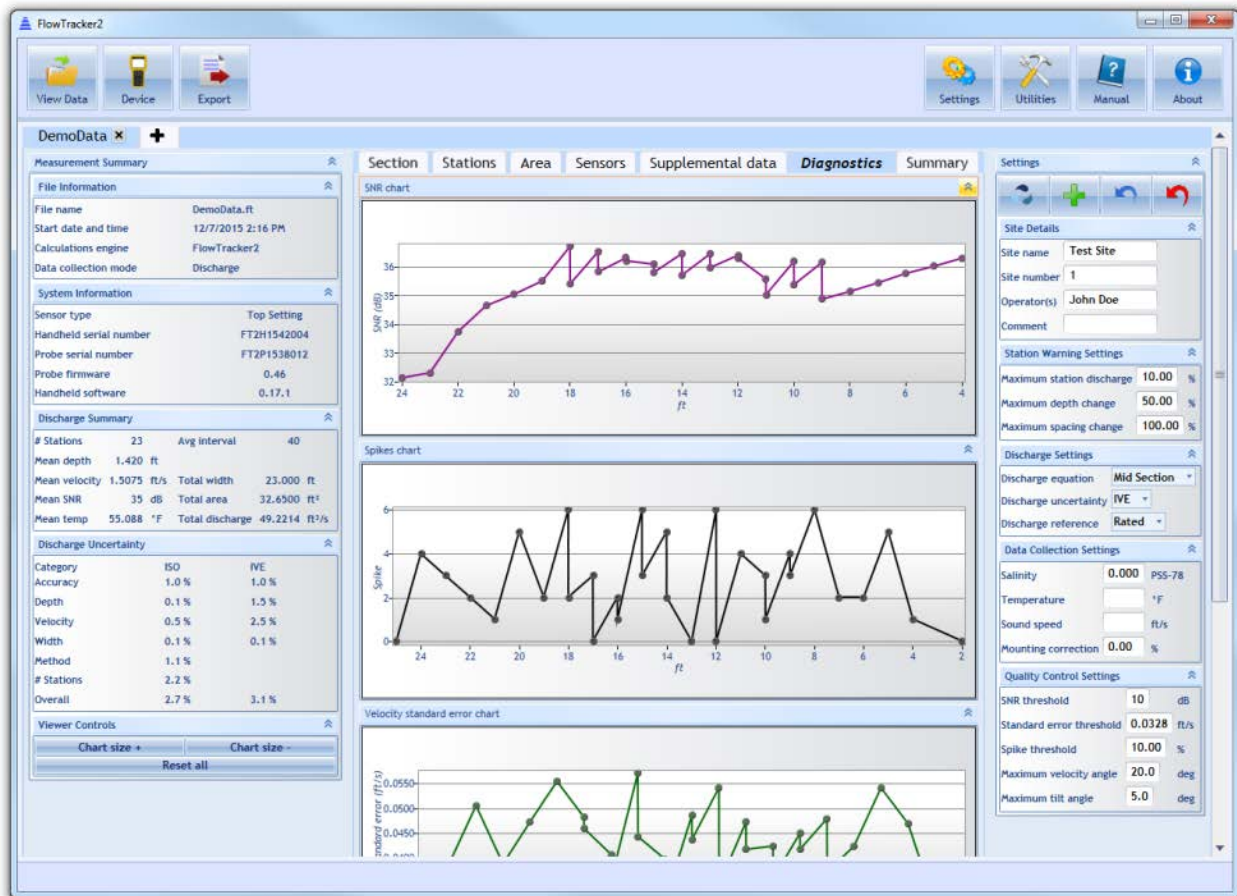 FlowTracker2
View Data Device Export Settings Utilities Manual About
DemoData
Measurement Summary
File Information
File name DemoData.ft
Start date and time 12/7/2015 2:16 PM
Calculations engine FlowTracker2
Data collection mode Discharge
System Information
Sensor type Top Setting
Handheld serial number FT2H1542004
Probe serial number FT2P1538012
Probe firmware 0.46
Handheld software 0.17.1
Discharge Summary
# Stations 23 Avg interval 40
Mean depth 1.420 ft
Mean velocity 1.5075 ft/s Total width 23.000 ft
Mean SNR 35 dB Total area 32.6500 ft²
Mean temp 55.088 °F Total discharge 49.2214 ft³/s
Discharge Uncertainty
Category ISO IVE
Accuracy 1.0 % 1.0 %
Depth 0.1 % 1.5 %
Velocity 0.5 % 2.5 %
Width 0.1 % 0.1 %
Method 1.1 %
# Stations 2.2 %
Overall 2.7 % 3.1 %
Viewer Controls
Chart size + Chart size -
Reset all
Section Stations Area Sensors Supplemental data Diagnostics Summary
SNR chart
SNR (dB)
36
35
34
33
32
24 22 20 18 16 14 12 10 8 6 4
ft
Spikes chart
Spike
6
4
2
0
24 22 20 18 16 14 12 10 8 6 4 2
ft
Velocity standard error chart
standard error (ft/s)
0.0550
0.0500
0.0450
0.0400
Settings
Site Details
Site name Test Site
Site number 1
Operator(s) John Doe
Comment
Station Warning Settings
Maximum station discharge 10.00 %
Maximum depth change 50.00 %
Maximum spacing change 100.00 %
Discharge Settings
Discharge equation Mid Section
Discharge uncertainty IVE
Discharge reference Rated
Data Collection Settings
Salinity 0.000 PSS-78
Temperature °F
Sound speed ft/s
Mounting correction 0.00 %
Quality Control Settings
SNR threshold 10 dB
Standard error threshold 0.0328 ft/s
Spike threshold 10.00 %
Maximum velocity angle 20.0 deg
Maximum tilt angle 5.0 deg